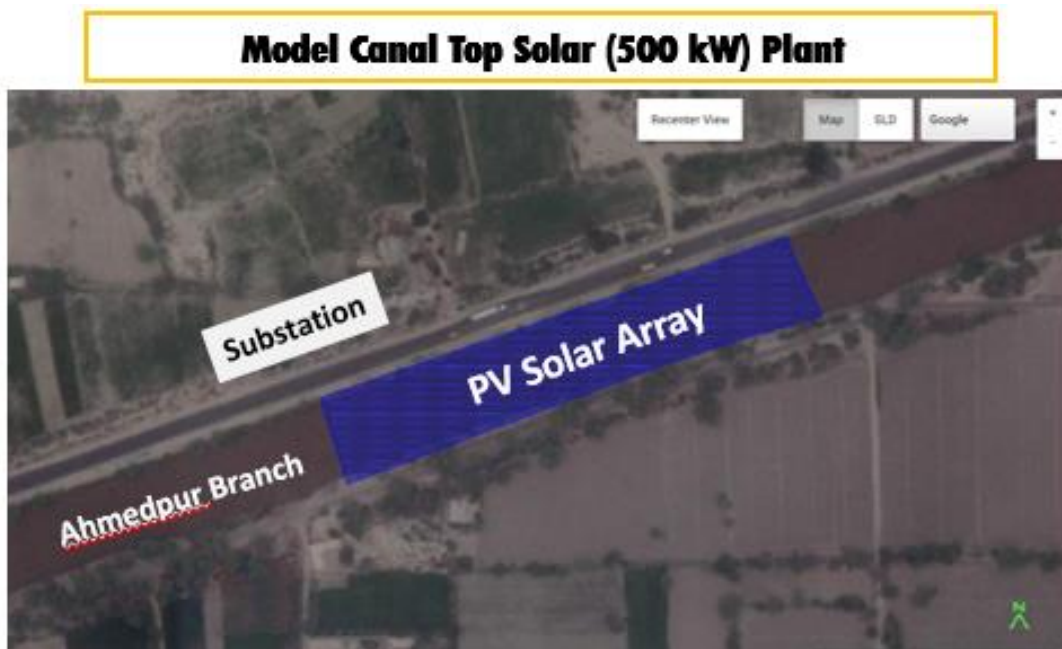 Model Canal Top Solar (500 kW) Plant
Recenter View
Map
SLD
Google
+
-
Substation
PV Solar Array
Ahmedpur Branch
N